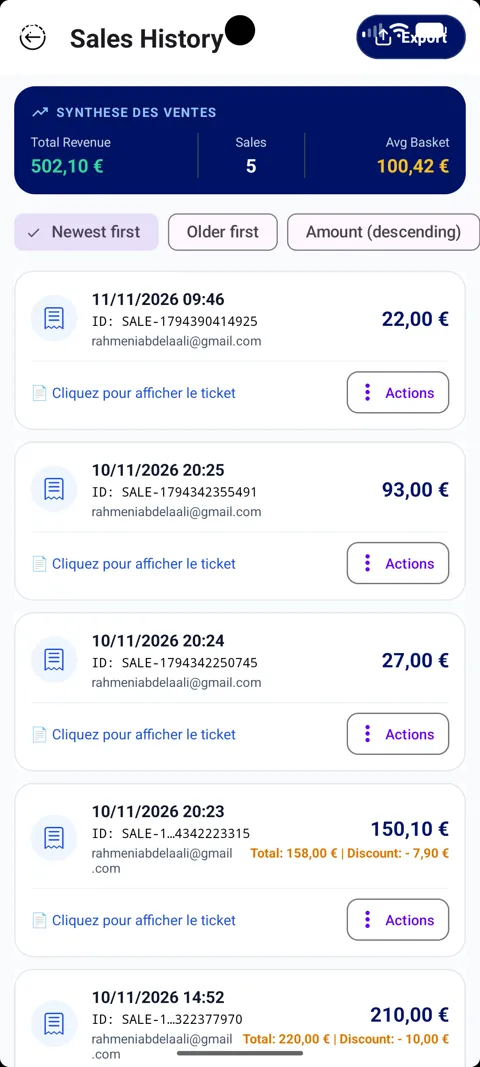 Sales History
Export
SYNTHESE DES VENTES
Total Revenue
502,10 €
Sales
5
Avg Basket
100,42 €
Newest first
Older first
Amount (descending)
11/11/2026 09:46
ID: SALE-1794390414925
rahmeniabdelaali@gmail.com
22,00 €
Cliquez pour afficher le ticket
Actions
10/11/2026 20:25
ID: SALE-1794342355491
rahmeniabdelaali@gmail.com
93,00 €
Cliquez pour afficher le ticket
Actions
10/11/2026 20:24
ID: SALE-1794342250745
rahmeniabdelaali@gmail.com
27,00 €
Cliquez pour afficher le ticket
Actions
10/11/2026 20:23
ID: SALE-1…4342223315
rahmeniabdelaali@gmail
.com
150,10 €
Total: 158,00 € | Discount: - 7,90 €
Cliquez pour afficher le ticket
Actions
10/11/2026 14:52
ID: SALE-1…322377970
rahmeniabdelaali@gmail
.com
210,00 €
Total: 220,00 € | Discount: - 10,00 €